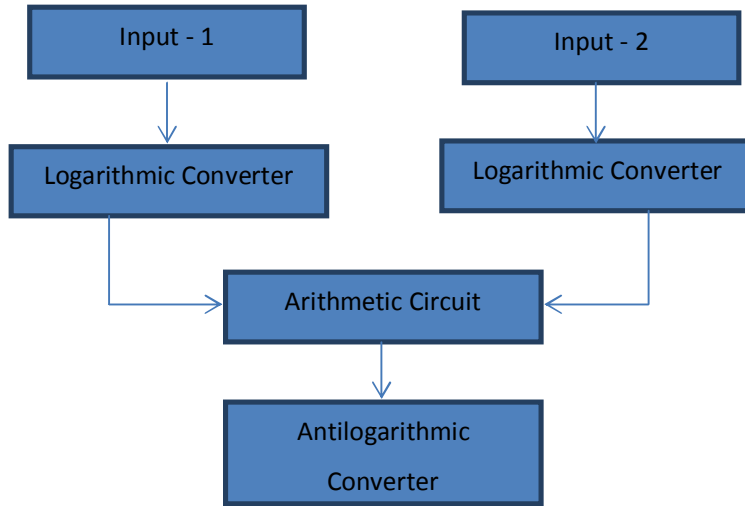 Input - 1
Input - 2
Logarithmic Converter
Logarithmic Converter
Arithmetic Circuit
Antilogarithmic
Converter